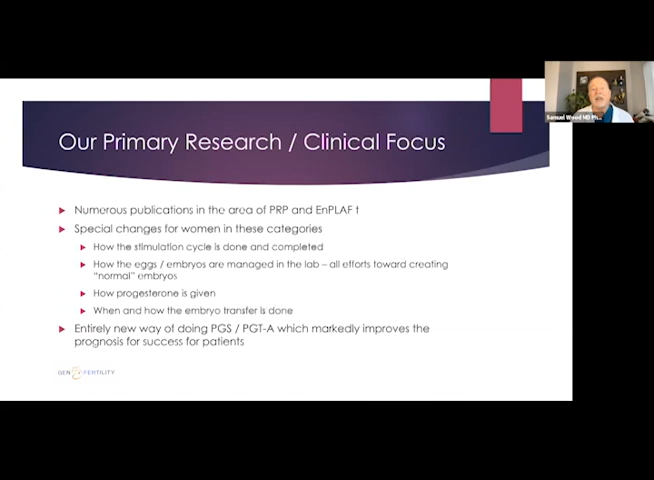 Our Primary Research / Clinical Focus
Samuel Wood MD Ph...
Numerous publications in the area of PRP and EnPLAF t
Special changes for women in these categories
How the stimulation cycle is done and completed
How the eggs / embryos are managed in the lab – all efforts toward creating
“normal” embryos
How progesterone is given
When and how the embryo transfer is done
Entirely new way of doing PGS / PGT-A which markedly improves the
prognosis for success for patients
GEN FERTILITY